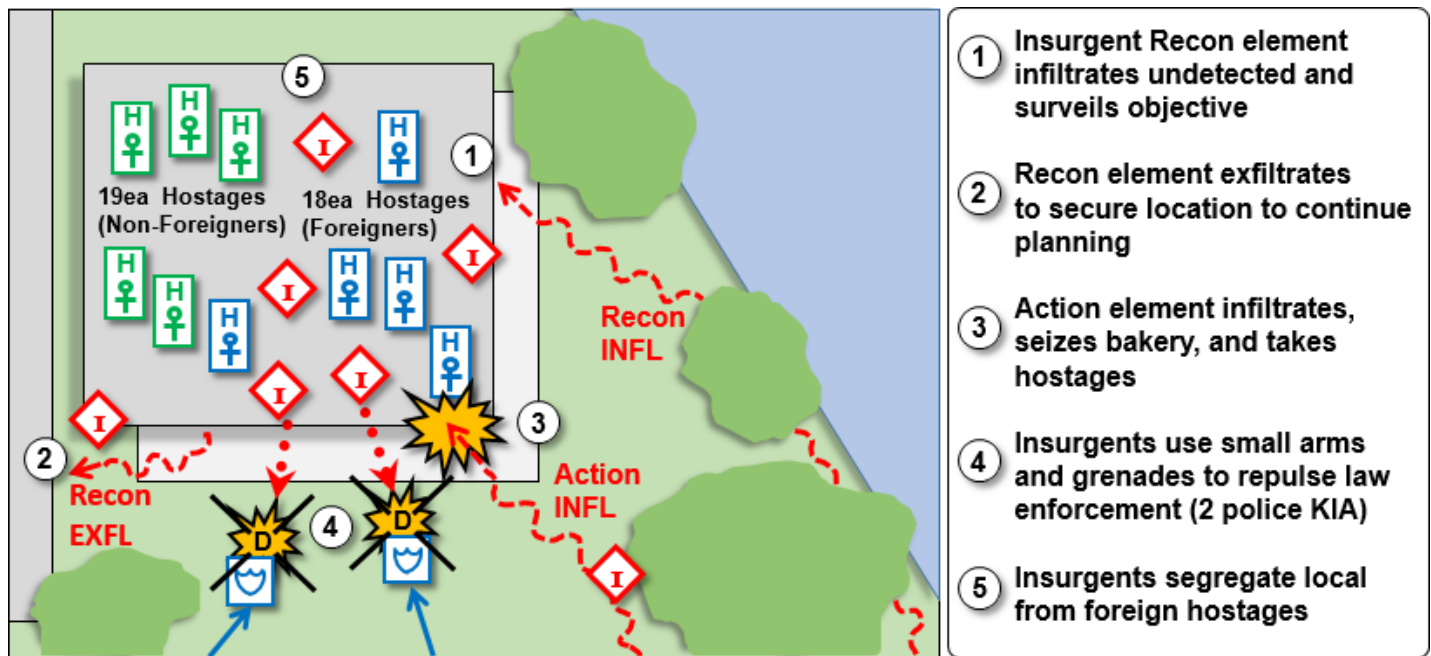 5
H
H
H
H
1
19ea Hostages
(Non-Foreigners)
18ea Hostages
(Foreigners)
I
I
H
H
H
H
H
I
H
I
I
I
2
Recon
EXFL
3
Recon
INFL
Action
INFL
4
D
D
I
1 Insurgent Recon element
infiltrates undetected and
surveils objective
2 Recon element exfiltrates
to secure location to continue
planning
3 Action element infiltrates,
seizes bakery, and takes
hostages
4 Insurgents use small arms
and grenades to repulse law
enforcement (2 police KIA)
5 Insurgents segregate local
from foreign hostages